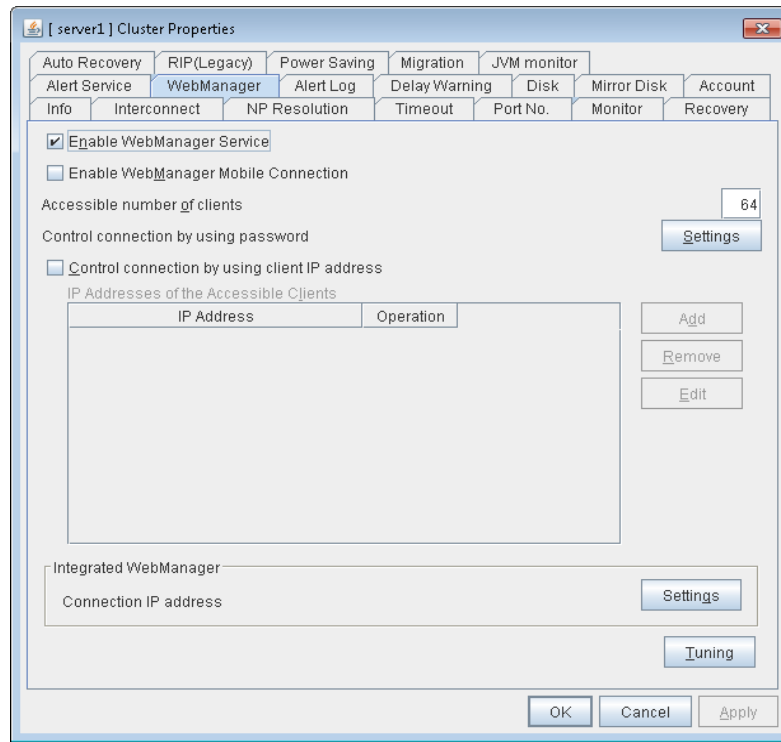 [ server1 ] Cluster Properties
Auto Recovery RIP(Legacy) Power Saving Migration JVM monitor
Alert Service WebManager Alert Log Delay Warning Disk Mirror Disk Account
Info Interconnect NP Resolution Timeout Port No. Monitor Recovery
Enable WebManager Service
Enable WebManager Mobile Connection
Accessible number of clients 64
Control connection by using password Settings
Control connection by using client IP address
IP Addresses of the Accessible Clients
IP Address Operation Add
Remove
Edit
Integrated WebManager
Connection IP address Settings
Tuning
OK Cancel Apply